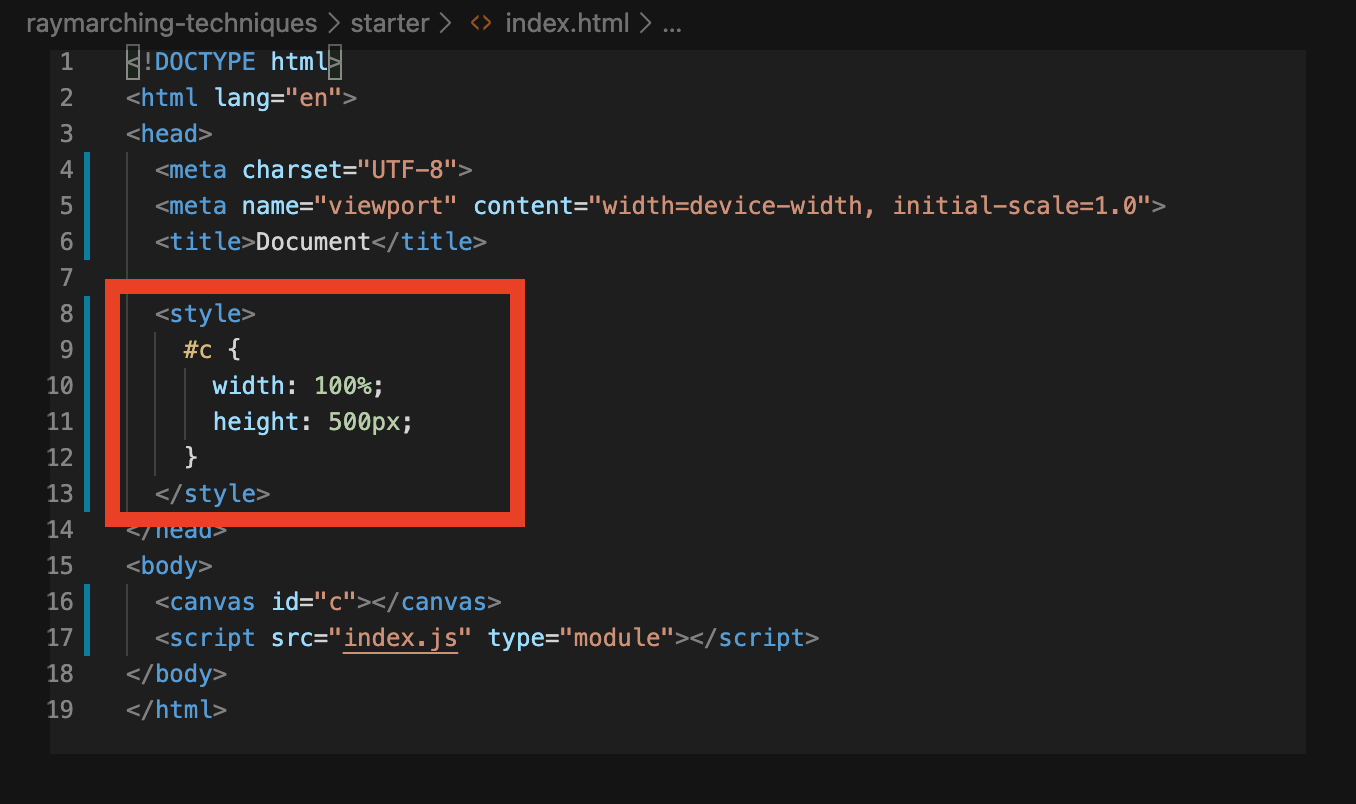 raymarching-techniques > starter > <> index.html > ...
1 <!DOCTYPE html>
2 <html lang="en">
3 <head>
4 <meta charset="UTF-8">
5 <meta name="viewport" content="width=device-width, initial-scale=1.0">
6 <title>Document</title>
7
8 <style>
9 #c {
10 width: 100%;
11 height: 500px;
12 }
13 </style>
14 </head>
15 <body>
16 <canvas id="c"></canvas>
17 <script src="index.js" type="module"></script>
18 </body>
19 </html>